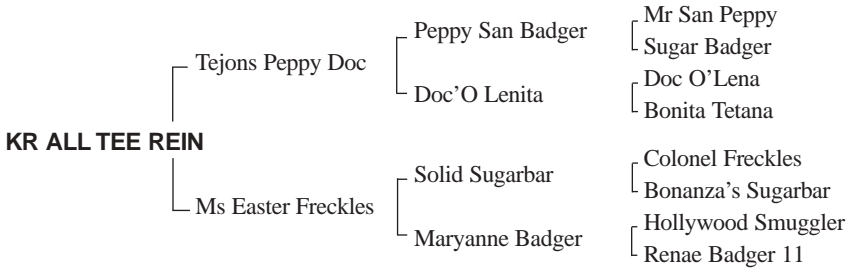 Mr San Peppy
Peppy San Badger
Sugar Badger
Tejons Peppy Doc
Doc O’Lena
Doc’O Lenita
Bonita Tetana
KR ALL TEE REIN
Colonel Freckles
Solid Sugarbar
Bonanza’s Sugarbar
Ms Easter Freckles
Hollywood Smuggler
Maryanne Badger
Renae Badger 11